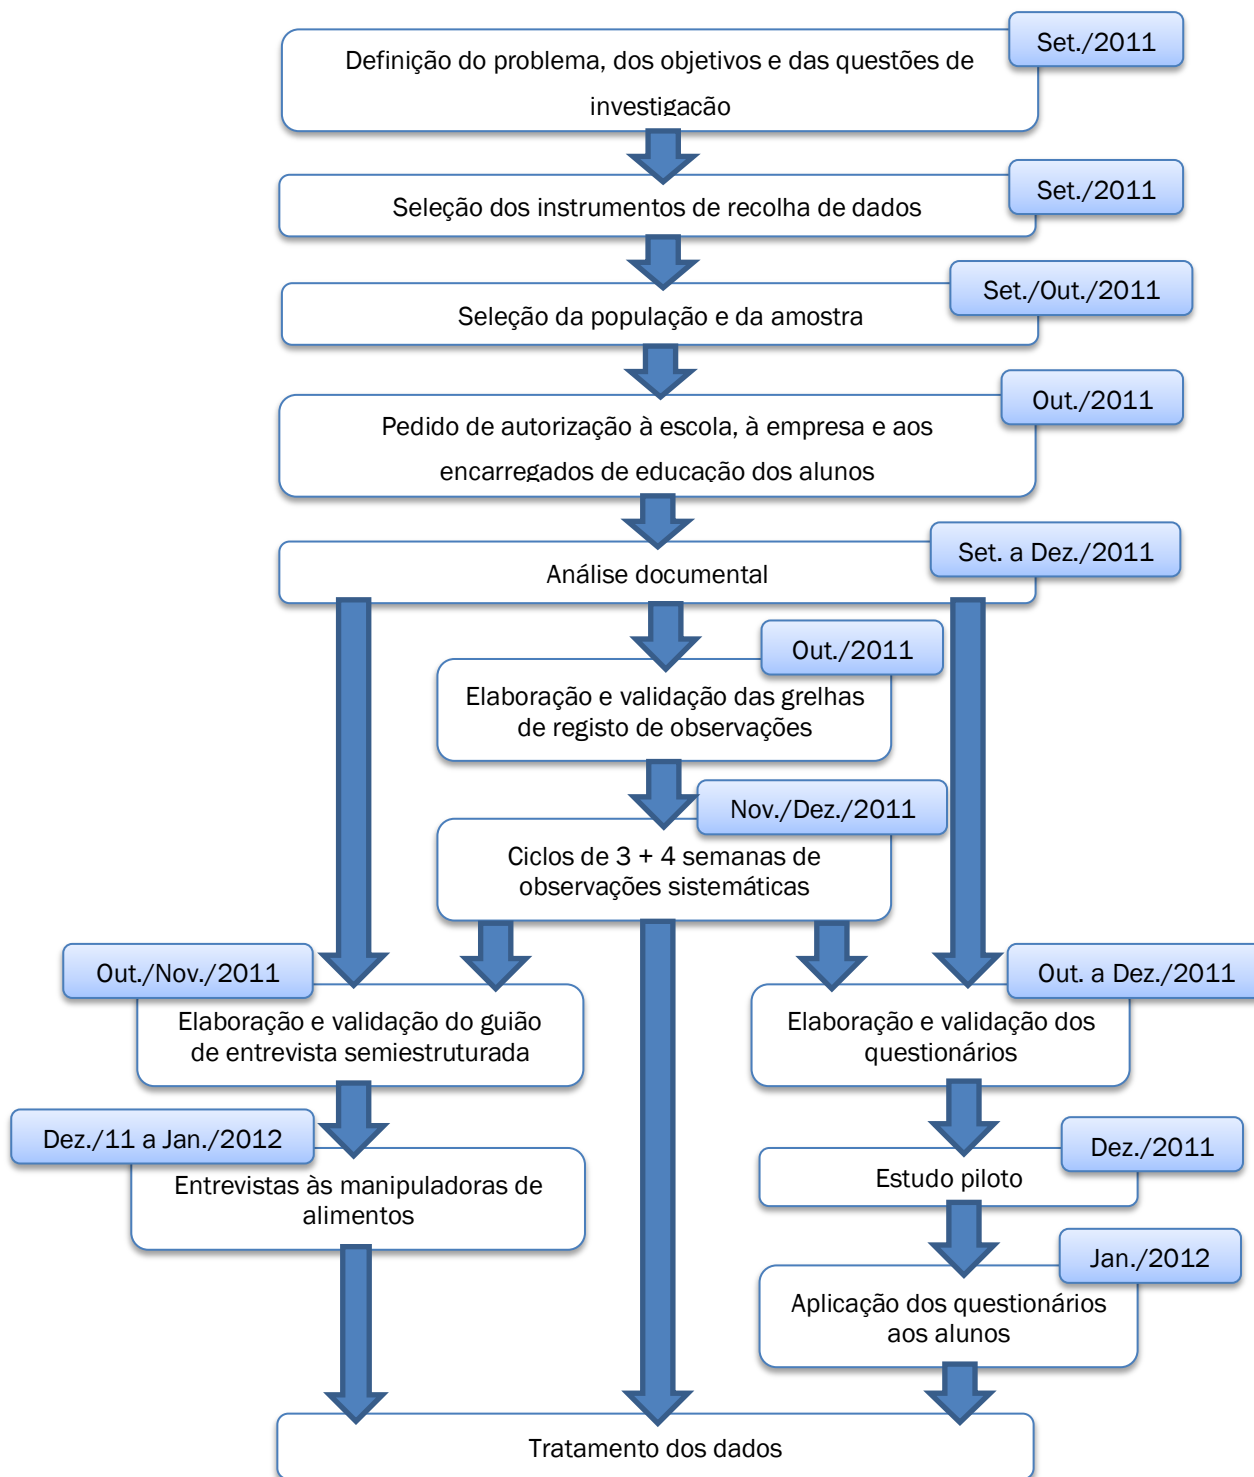 Set./2011
Definição do problema, dos objetivos e das questões de
investigação
Set./2011
Seleção dos instrumentos de recolha de dados
Set./Out./2011
Seleção da população e da amostra
Out./2011
Pedido de autorização à escola, à empresa e aos
encarregados de educação dos alunos
Set. a Dez./2011
Análise documental
Out./2011
Elaboração e validação das grelhas
de registo de observações
Nov./Dez./2011
Ciclos de 3 + 4 semanas de
observações sistemáticas
Out./Nov./2011
Elaboração e validação do guião
de entrevista semiestruturada
Out. a Dez./2011
Elaboração e validação dos
questionários
Dez./11 a Jan./2012
Entrevistas às manipuladoras de
alimentos
Dez./2011
Estudo piloto
Jan./2012
Aplicação dos questionários
aos alunos
Tratamento dos dados